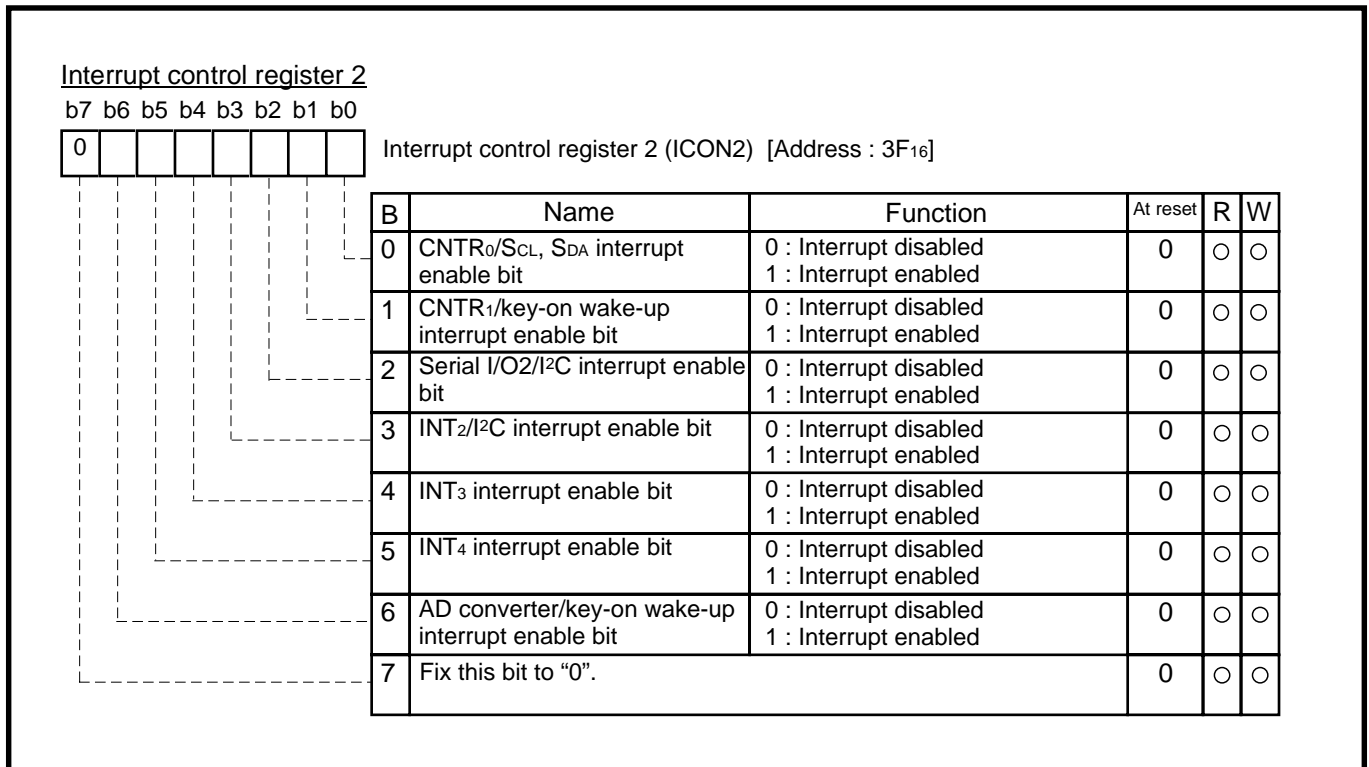 Interrupt control register 2
b7 b6 b5 b4 b3 b2 b1 b0
0
Interrupt control register 2 (ICON2) [Address : 3F16]
B Name Function At reset R W
0 CNTR0/SCL, SDA interrupt enable bit 0 : Interrupt disabled 0 ○ ○
1 : Interrupt enabled
1 CNTR1/key-on wake-up interrupt enable bit 0 : Interrupt disabled 0 ○ ○
1 : Interrupt enabled
2 Serial I/O2/I2C interrupt enable bit 0 : Interrupt disabled 0 ○ ○
1 : Interrupt enabled
3 INT2/I2C interrupt enable bit 0 : Interrupt disabled 0 ○ ○
1 : Interrupt enabled
4 INT3 interrupt enable bit 0 : Interrupt disabled 0 ○ ○
1 : Interrupt enabled
5 INT4 interrupt enable bit 0 : Interrupt disabled 0 ○ ○
1 : Interrupt enabled
6 AD converter/key-on wake-up interrupt enable bit 0 : Interrupt disabled 0 ○ ○
1 : Interrupt enabled
7 Fix this bit to “0”. 0 ○ ○